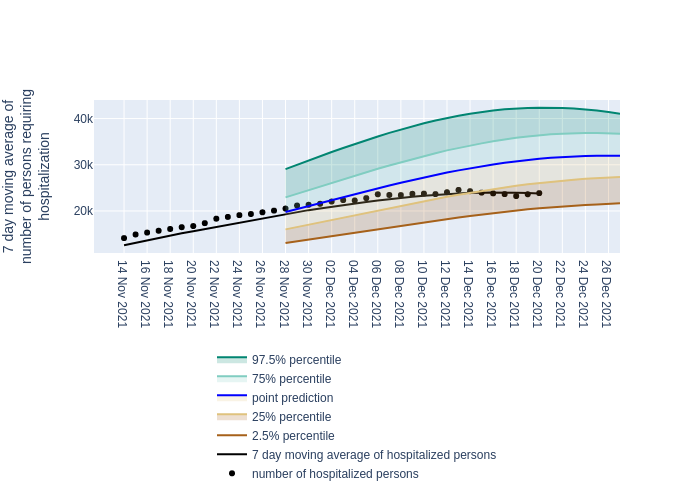 7 day moving average of
number of persons requiring
hospitalization
40k
30k
20k
14 Nov 2021
16 Nov 2021
18 Nov 2021
20 Nov 2021
22 Nov 2021
24 Nov 2021
26 Nov 2021
28 Nov 2021
30 Nov 2021
02 Dec 2021
04 Dec 2021
06 Dec 2021
08 Dec 2021
10 Dec 2021
12 Dec 2021
14 Dec 2021
16 Dec 2021
18 Dec 2021
20 Dec 2021
22 Dec 2021
24 Dec 2021
26 Dec 2021
97.5% percentile
75% percentile
point prediction
25% percentile
2.5% percentile
7 day moving average of hospitalized persons
number of hospitalized persons